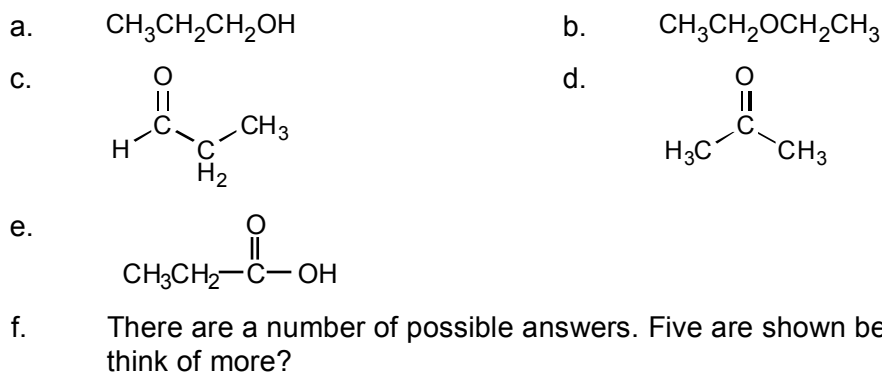 a. CH3CH2CH2OH b. CH3CH2OCH2CH3
c. d.
O
C
H
C
H2
CH3
O
C
H3C
CH3
e.
O
CH3CH2 C OH
f. There are a number of possible answers. Five are shown
think of more?